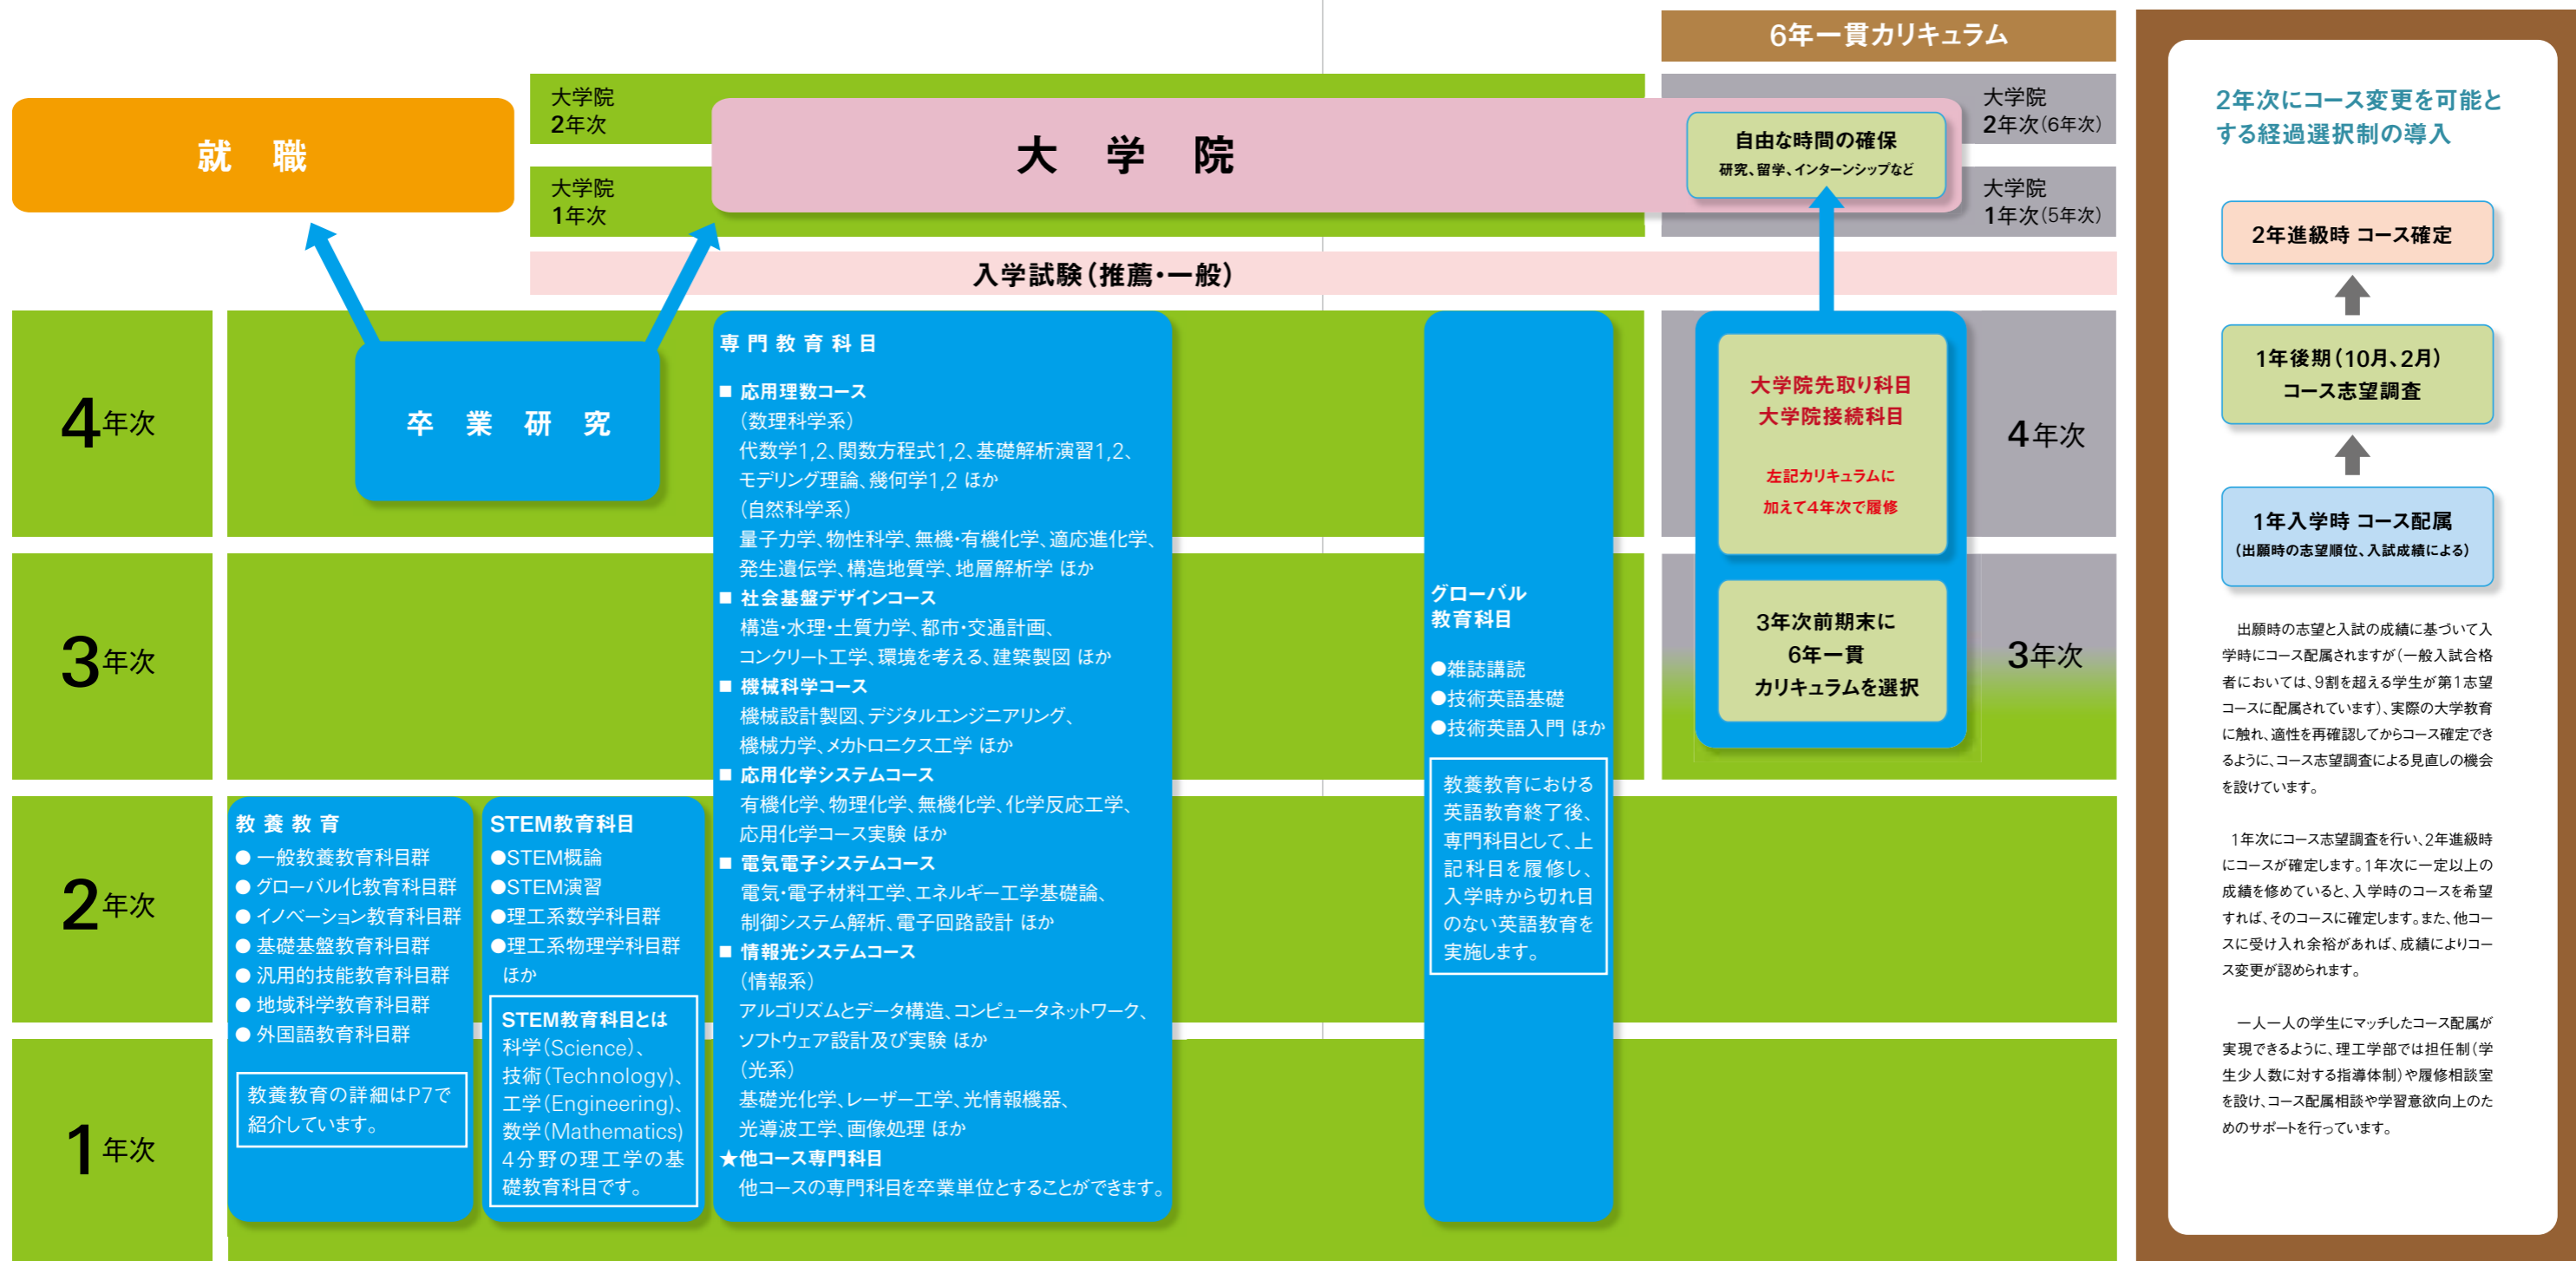 6年一貫カリキュラム
就 職
大学院
2年次
大学院
1年次
大 学 院
自由な時間の確保
研究、留学、インターンシップなど
大学院
2年次(6年次)
大学院
1年次(5年次)
入学試験(推薦・一般)
4年次
3年次
2年次
1年次
卒 業 研 究
教 養 教 育
● 一般教養教育科目群
● グローバル化教育科目群
● イノベーション教育科目群
● 基礎基盤教育科目群
● 汎用的技能教育科目群
● 地域科学教育科目群
● 外国語教育科目群
教養教育の詳細はP7で
紹介しています。
STEM教育科目
●STEM概論
●STEM演習
●理工系数学科目群
●理工系物理学科目群
ほか
STEM教育科目とは
科学(Science)、
技術(Technology)、
工学(Engineering)、
数学(Mathematics)
4分野の理工学の基
礎教育科目です。
専 門 教 育 科 目
■ 応用理数コース
(数理科学系)
代数学1,2、関数方程式1,2、基礎解析演習1,2、
モデリング理論、幾何学1,2 ほか
(自然科学系)
量子力学、物性科学、無機・有機化学、適応進化学、
発生遺伝学、構造地質学、地層解析学 ほか
■ 社会基盤デザインコース
構造・水理・土質力学、都市・交通計画、
コンクリート工学、環境を考える、建築製図 ほか
■ 機械科学コース
機械設計製図、デジタルエンジニアリング、
機械力学、メカトロニクス工学 ほか
■ 応用化学システムコース
有機化学、物理化学、無機化学、化学反応工学、
応用化学コース実験 ほか
■ 電気電子システムコース
電気・電子材料工学、エネルギー工学基礎論、
制御システム解析、電子回路設計 ほか
■ 情報光システムコース
(情報系)
アルゴリズムとデータ構造、コンピュータネットワーク、
ソフトウェア設計及び実験 ほか
(光系)
基礎光化学、レーザー工学、光情報機器、
光導波工学、画像処理 ほか
★他コース専門科目
他コースの専門科目を卒業単位とすることができます。
グローバル
教育科目
●雑誌講読
●技術英語基礎
●技術英語入門 ほか
教養教育における
英語教育終了後、
専門科目として、上
記科目を履修し、
入学時から切れ目
のない英語教育を
実施します。
大学院先取り科目
大学院接続科目
左記カリキュラムに
加えて4年次で履修
3年次前期末に
6年一貫
カリキュラムを選択
4年次
3年次
2年次にコース変更を可能と
する経過選択制の導入
2年進級時 コース確定
1年後期(10月、2月)
コース志望調査
1年入学時 コース配属
(出願時の志望順位、入試成績による)
出願時の志望と入試の成績に基づいて入
学時にコース配属されますが(一般入試合格
者においては、9割を超える学生が第1志望
コースに配属されています)、実際の大学教育
に触れ、適性を再確認してからコース確定でき
るように、コース志望調査による見直しの機会
を設けています。
1年次にコース志望調査を行い、2年進級時
にコースが確定します。1年次に一定以上の
成績を修めていると、入学時のコースを希望
すれば、そのコースに確定します。また、他コー
スに受け入れ余裕があれば、成績によりコー
ス変更が認められます。
一人一人の学生にマッチしたコース配属が
実現できるように、理工学部では担任制(学
生少人数に対する指導体制)や履修相談室
を設け、コース配属相談や学習意欲向上のた
めのサポートを行っています。